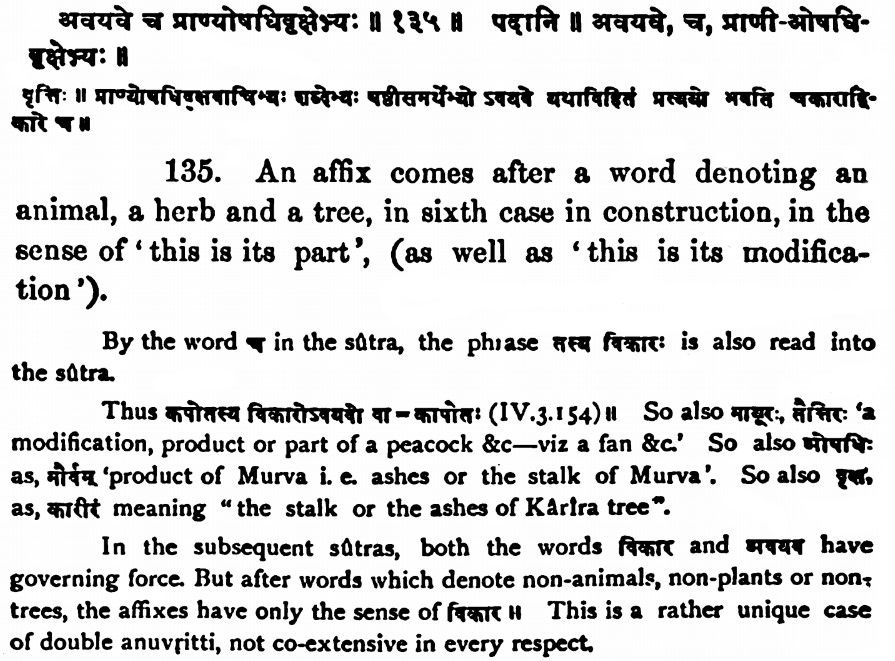 अवयवे च प्राण्योषधिवृक्षेभ्यः ॥ १३५ ॥ पदानि ॥ अवयवे, च, प्राणी-ओषधि-
वृक्षेभ्यः ॥
वृत्तिः ॥ प्राण्योषधिवृक्षवाचिभ्यः शब्देभ्यः षष्ठीसमर्थेभ्यो ऽवयवे यथाविहितं प्रत्ययो भवति चकाराद्वि-
कारे च ॥
135. An affix comes after a word denoting an
animal, a herb and a tree, in sixth case in construction, in the
sense of 'this is its part', (as well as 'this is its modifica-
tion').
By the word च in the sûtra, the phrase तस्य विकारः is also read into
the sûtra.
Thus कपोतस्य विकारोऽवयवो वा - कापोतः (IV.3.154)॥ So also मायूरः, तैत्तिरः 'a
modification, product or part of a peacock &c—viz a fan &c.' So also ओषधिः
as, मौर्वम् 'product of Murva i. e. ashes or the stalk of Murva'. So also वृक्ष,
as, कारीरं meaning "the stalk or the ashes of Kârîra tree".
In the subsequent sûtras, both the words विकार and अवयव have
governing force. But after words which denote non-animals, non-plants or non-
trees, the affixes have only the sense of विकार ॥ This is a rather unique case
of double anuvṛitti, not co-extensive in every respect.